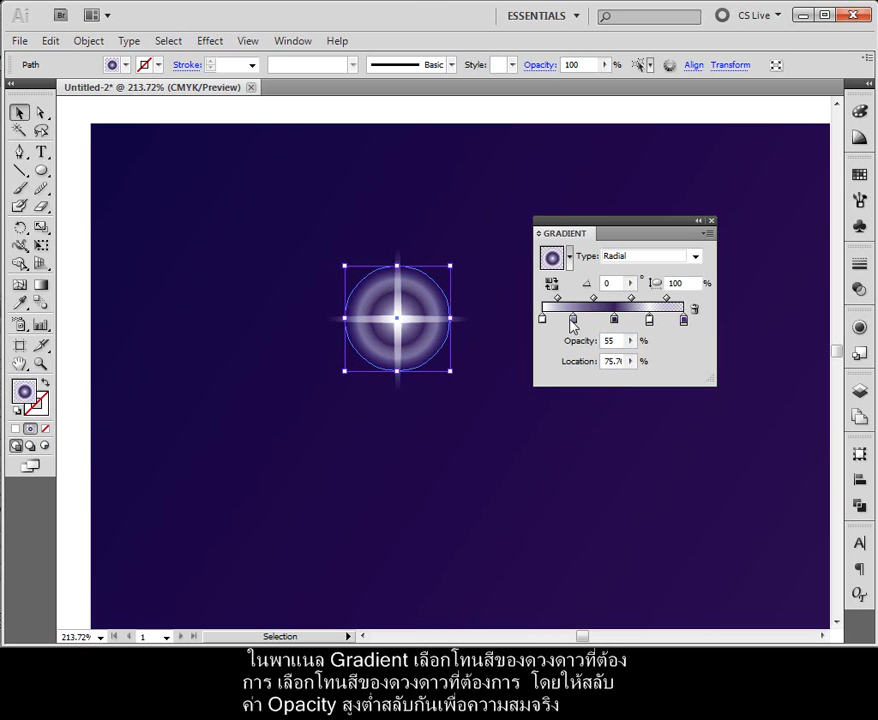 Ai Br ESSENTIALS CS Live
File Edit Object Type Select Effect View Window Help
Path Stroke: Basic Style: Opacity: 100 % Align Transform
Untitled-2* @ 213.72% (CMYK/Preview)
GRADIENT
Type: Radial
0 ° 100 %
Opacity: 55 %
Location: 75.76 %
213.72% 1 Selection
ในพาแนล Gradient เลือกโทนสีของดวงดาวที่ต้อง
การ เลือกโทนสีของดวงดาวที่ต้องการ โดยให้สลับ
ค่า Opacity สูงต่ำสลับกันเพื่อความสมจริง